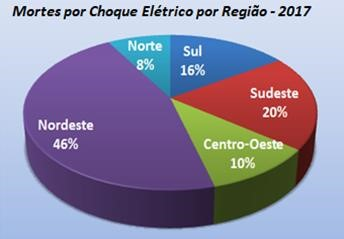 Mortes por Choque Elétrico por Região - 2017
Norte
8%
Sul
16%
Sudeste
20%
Nordeste
46%
Centro-Oeste
10%